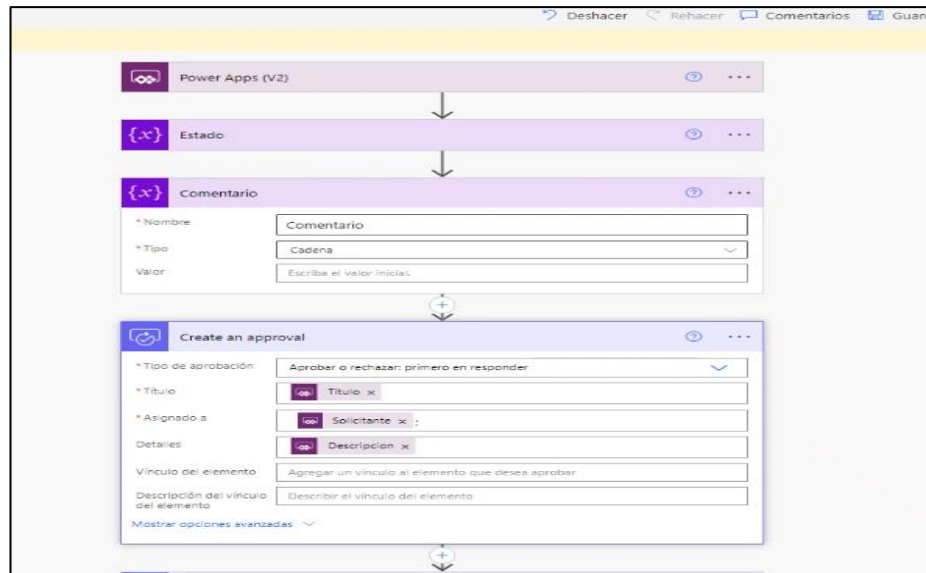 Deshacer Rehacer Comentarios Guar
Power Apps (V2)
{x} Estado
{x} Comentario
* Nombre Comentario
* Tipo Cadena
Valor Escriba el valor inicial.
Create an approval
* Tipo de aprobación Aprobar o rechazar: primero en responder
* Título Titulo ×
* Asignado a Solicitante × ;
Detalles Descripcion ×
Vínculo del elemento Agregar un vínculo al elemento que desea aprobar
Descripción del vínculo Describir el vínculo del elemento
del elemento
Mostrar opciones avanzadas